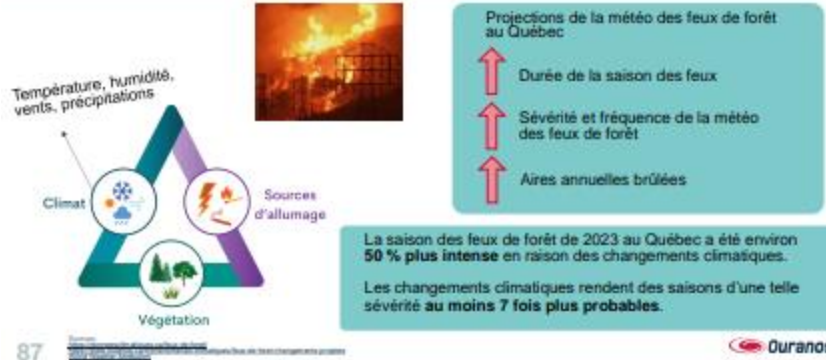 Projections de la météo des feux de forêt
au Québec
Durée de la saison des feux
Sévérité et fréquence de la météo
des feux de forêt
Aires annuelles brûlées
Température, humidité,
vents, précipitations
Climat
Sources
d'allumage
Végétation
La saison des feux de forêt de 2023 au Québec a été environ
50 % plus intense en raison des changements climatiques.
Les changements climatiques rendent des saisons d'une telle
sévérité au moins 7 fois plus probables.
87